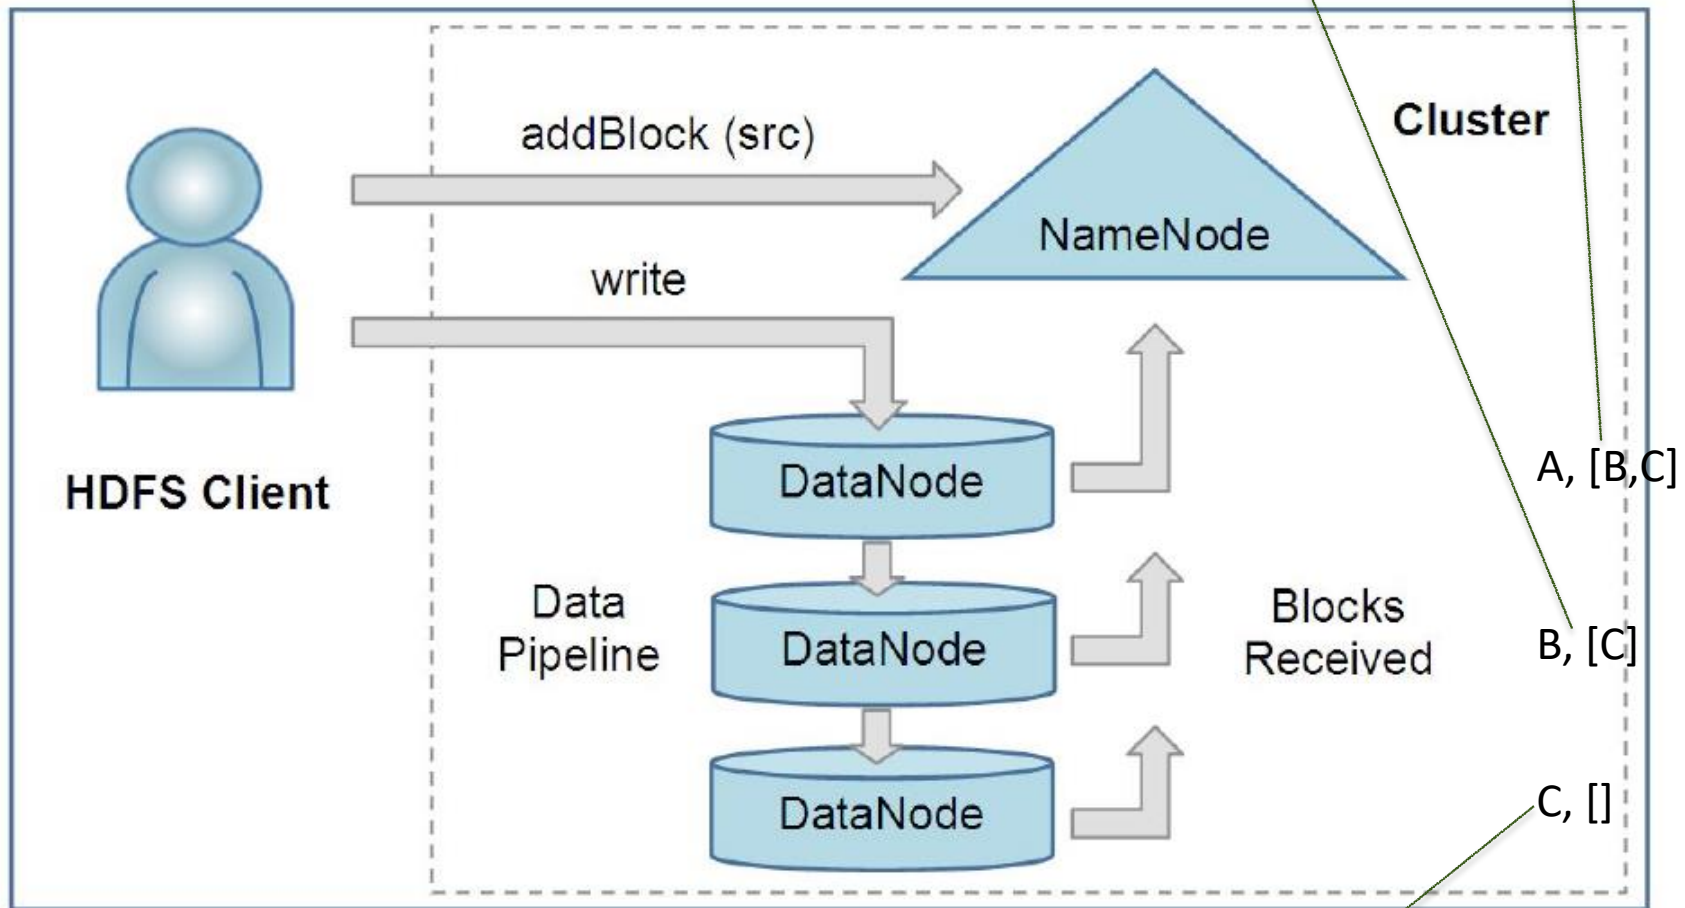 Cluster
addBlock (src)
NameNode
write
HDFS Client
DataNode
A, [B,C]
Data
Pipeline
DataNode
Blocks
Received
B, [C]
DataNode
C, []